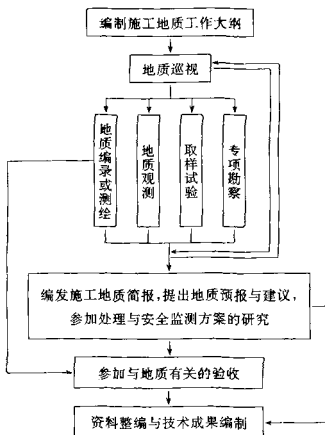 编制施工地质工作大纲
地质巡视
地质编录或测绘
地质观测
取样试验
专项勘察
编发施工地质简报,提出地质预报与建议,
参加处理与安全监测方案的研究
参加与地质有关的验收
资料整编与技术成果编制